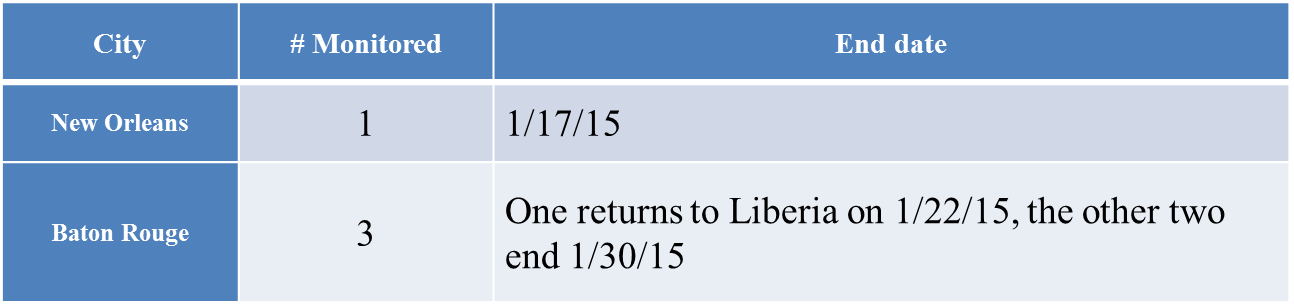 City # Monitored End date
New Orleans 1 1/17/15
Baton Rouge 3 One returns to Liberia on 1/22/15, the other two
end 1/30/15